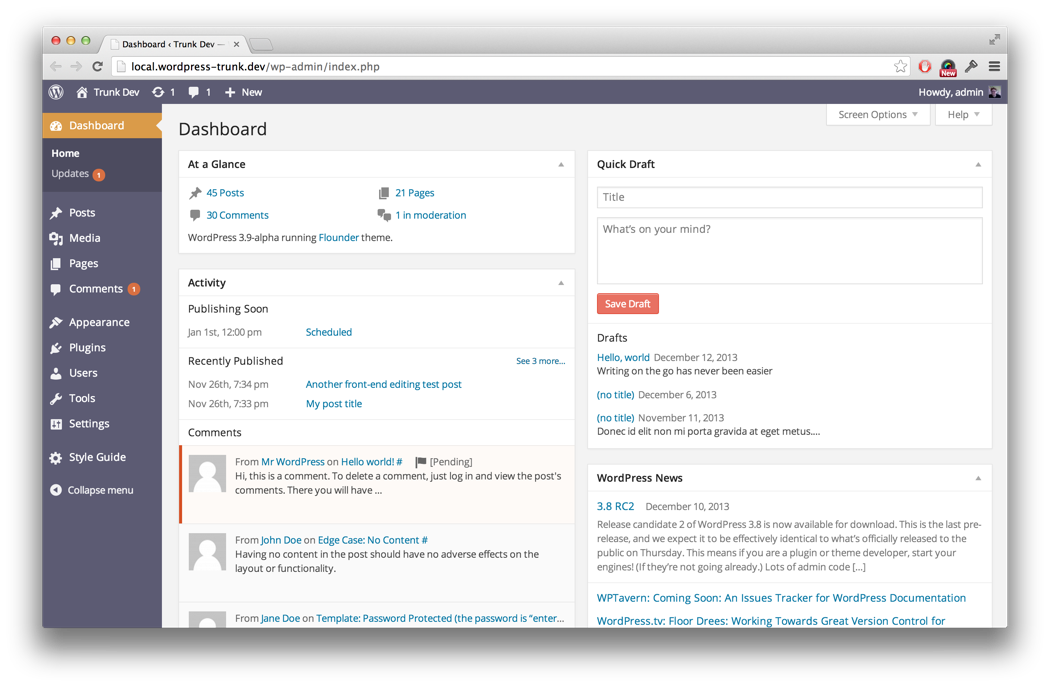 Dashboard ‹ Trunk Dev —
local.wordpress-trunk.dev/wp-admin/index.php
New
Trunk Dev 1 1 New
Howdy, admin
Dashboard
Home
Updates 1
Posts
Media
Pages
Comments 1
Appearance
Plugins
Users
Tools
Settings
Style Guide
Collapse menu
Screen Options
Help
Dashboard
At a Glance
45 Posts
21 Pages
30 Comments
1 in moderation
WordPress 3.9-alpha running Flounder theme.
Activity
Publishing Soon
Jan 1st, 12:00 pm Scheduled
Recently Published See 3 more...
Nov 26th, 7:34 pm Another front-end editing test post
Nov 26th, 7:33 pm My post title
Comments
From Mr WordPress on Hello world! # [Pending]
Hi, this is a comment. To delete a comment, just log in and view the post's
comments. There you will have ...
From John Doe on Edge Case: No Content #
Having no content in the post should have no adverse effects on the
layout or functionality.
From Jane Doe on Template: Password Protected (the password is “enter...
Quick Draft
Title
What's on your mind?
Save Draft
Drafts
Hello, world December 12, 2013
Writing on the go has never been easier
(no title) December 6, 2013
(no title) November 11, 2013
Donec id elit non mi porta gravida at eget metus....
WordPress News
3.8 RC2 December 10, 2013
Release candidate 2 of WordPress 3.8 is now available for download. This is the last pre-
release, and we expect it to be effectively identical to what’s officially released to the
public on Thursday. This means if you are a plugin or theme developer, start your
engines! (If they’re not going already.) Lots of admin code [...]
WPTavern: Coming Soon: An Issues Tracker for WordPress Documentation
WordPress.tv: Floor Drees: Working Towards Great Version Control for